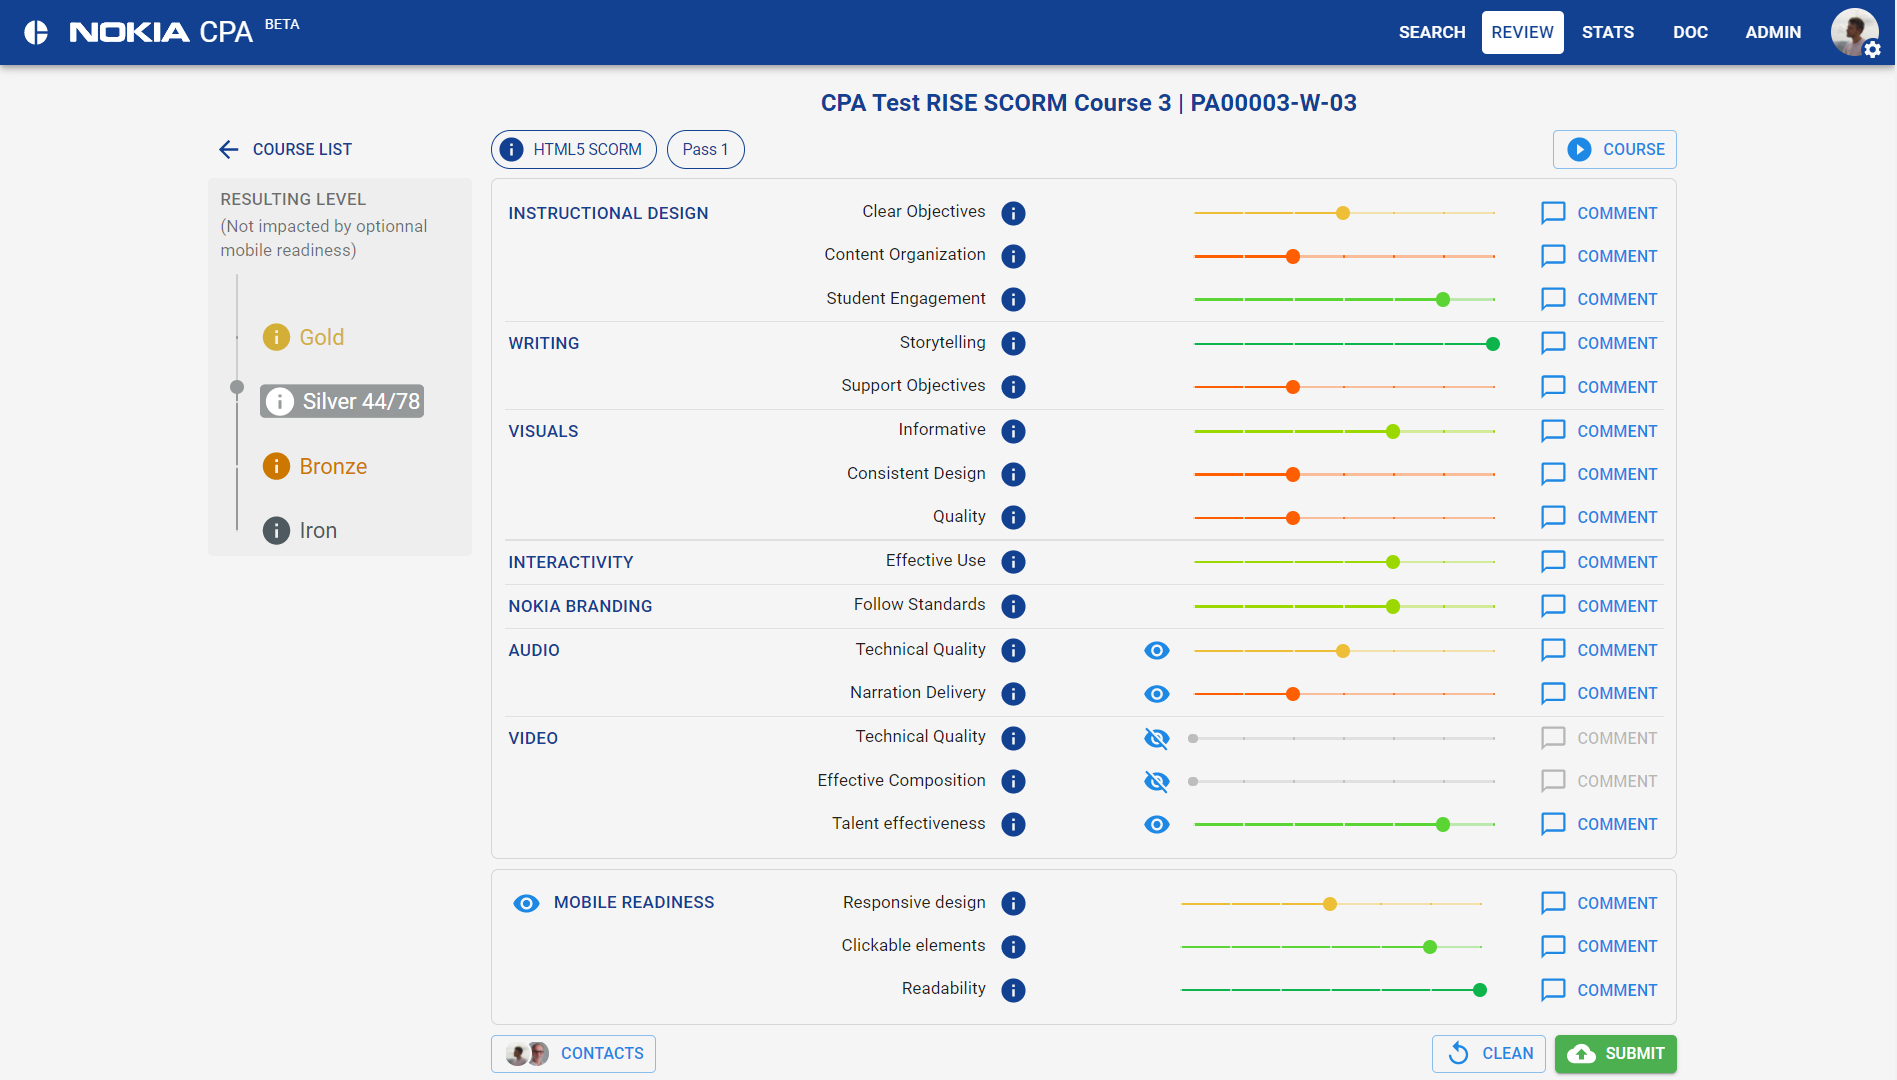 NOKIA CPA BETA
SEARCH REVIEW STATS DOC ADMIN
CPA Test RISE SCORM Course 3 | PA00003-W-03
COURSE LIST
HTML5 SCORM Pass 1 COURSE
RESULTING LEVEL
(Not impacted by optionnal
mobile readiness)
Gold
Silver 44/78
Bronze
Iron
INSTRUCTIONAL DESIGN Clear Objectives COMMENT
Content Organization COMMENT
Student Engagement COMMENT
WRITING Storytelling COMMENT
Support Objectives COMMENT
VISUALS Informative COMMENT
Consistent Design COMMENT
Quality COMMENT
INTERACTIVITY Effective Use COMMENT
NOKIA BRANDING Follow Standards COMMENT
AUDIO Technical Quality COMMENT
Narration Delivery COMMENT
VIDEO Technical Quality COMMENT
Effective Composition COMMENT
Talent effectiveness COMMENT
MOBILE READINESS Responsive design COMMENT
Clickable elements COMMENT
Readability COMMENT
CONTACTS CLEAN SUBMIT